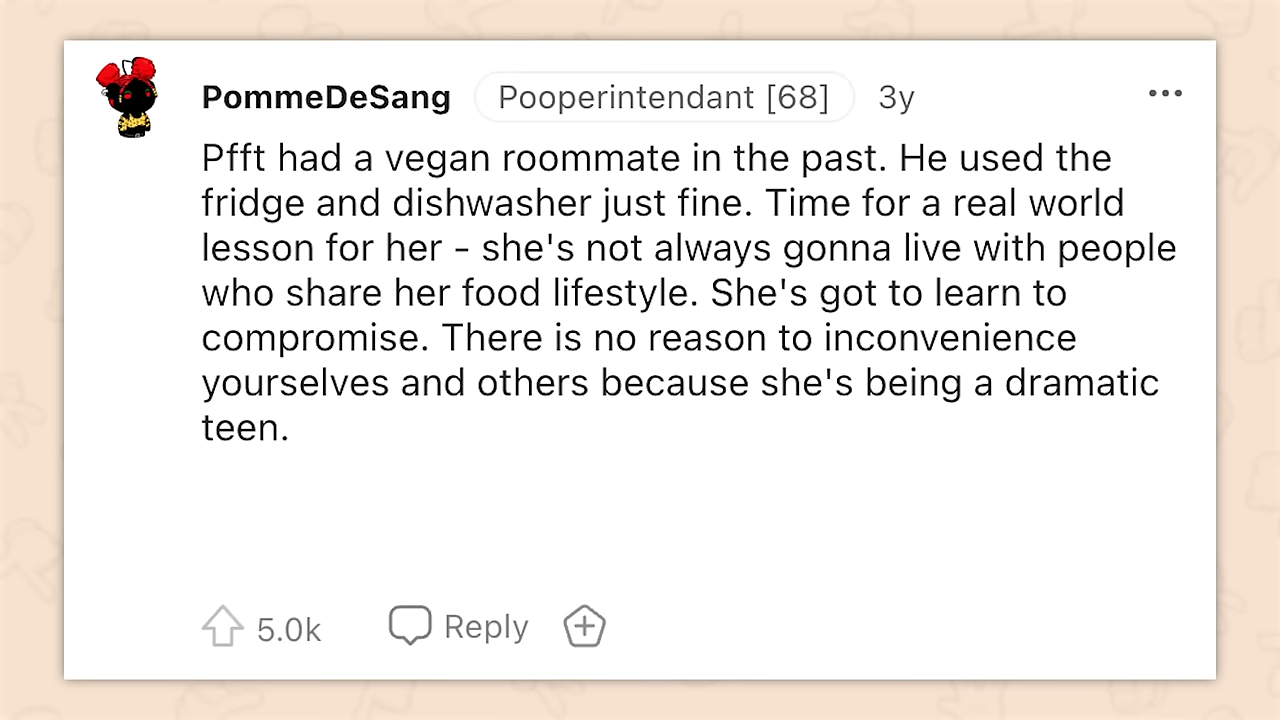 PommeDeSang Pooperintendant [68] 3y
Pfft had a vegan roommate in the past. He used the
fridge and dishwasher just fine. Time for a real world
lesson for her - she's not always gonna live with people
who share her food lifestyle. She's got to learn to
compromise. There is no reason to inconvenience
yourselves and others because she's being a dramatic
teen.
5.0k Reply